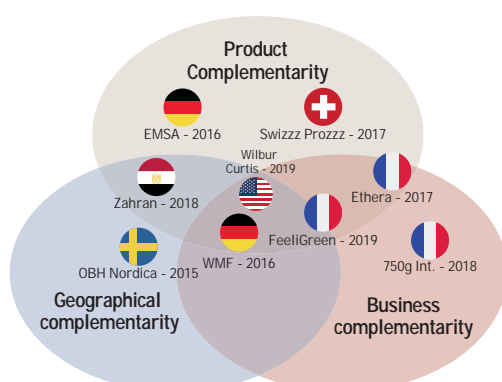 Product
Complementarity
EMSA - 2016
Swizzz Prozzz - 2017
Wilbur
Curtis - 2019
Zahran - 2018
Ethera - 2017
FeeliGreen - 2019
WMF - 2016
OBH Nordica - 2015
750g Int. - 2018
Geographical
complementarity
Business
complementarity